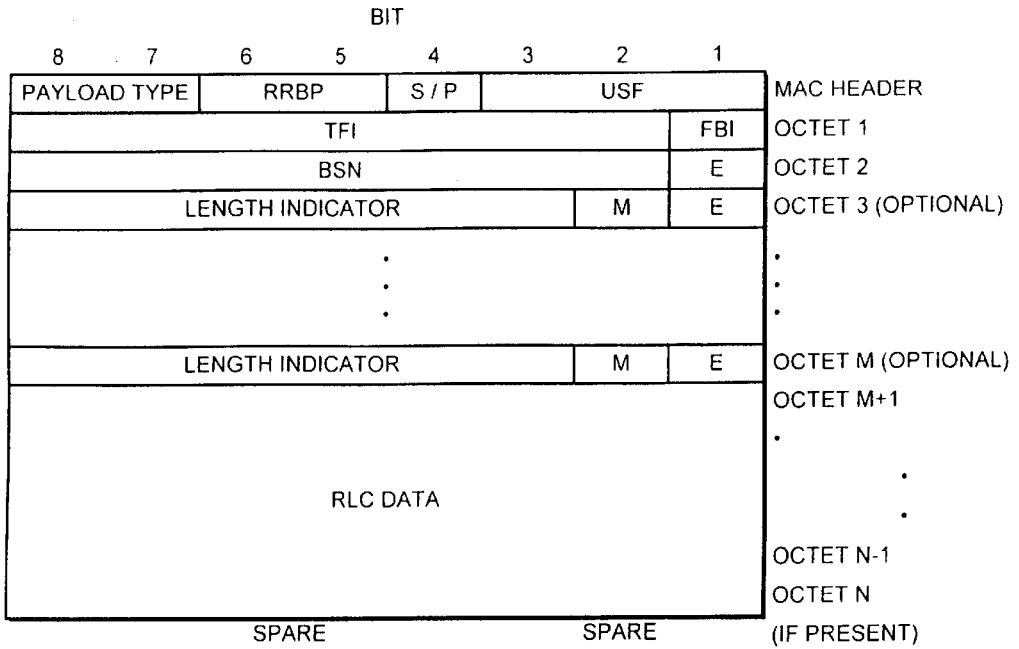 BIT
8 7 6 5 4 3 2 1
PAYLOAD TYPE RRBP S / P USF MAC HEADER
TFI FBI OCTET 1
BSN E OCTET 2
LENGTH INDICATOR M E OCTET 3 (OPTIONAL)
LENGTH INDICATOR M E OCTET M (OPTIONAL)
OCTET M+1
RLC DATA
OCTET N-1
OCTET N
SPARE SPARE (IF PRESENT)